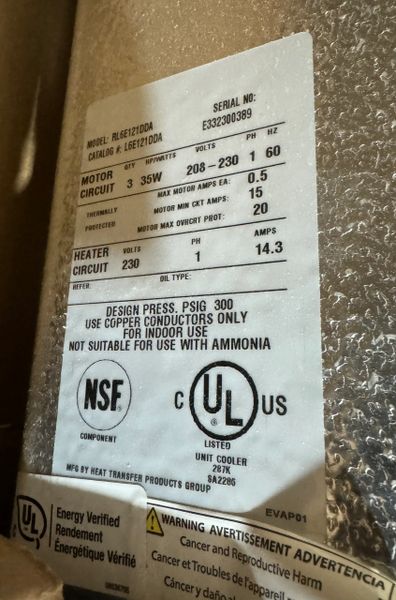 SERIAL NO:
MODEL: RL6E121DDA E332300389
CATALOG #: L6E121DDA
QTY HP/WATTS VOLTS PH HZ
MOTOR CIRCUIT 3 35W 208-230 1 60
MAX MOTOR AMPS EA: 0.5
THERMALLY MOTOR MIN CKT AMPS: 15
PROTECTED MOTOR MAX OVRCRT PROT: 20
VOLTS PH AMPS
HEATER CIRCUIT 230 1 14.3
REFER: OIL TYPE:
DESIGN PRESS. PSIG 300
USE COPPER CONDUCTORS ONLY
FOR INDOOR USE
NOT SUITABLE FOR USE WITH AMMONIA
NSF
COMPONENT
C UL US
LISTED
UNIT COOLER
287K
SA2286
MFG BY HEAT TRANSFER PRODUCTS GROUP
EVAP01
UL
Energy Verified
Rendement
Énergétique Vérifié
WARNING AVERTISSEMENT ADVERTENCIA
Cancer and Reproductive Harm
Cancer et Troubles de l'appareil
Cáncer y daño